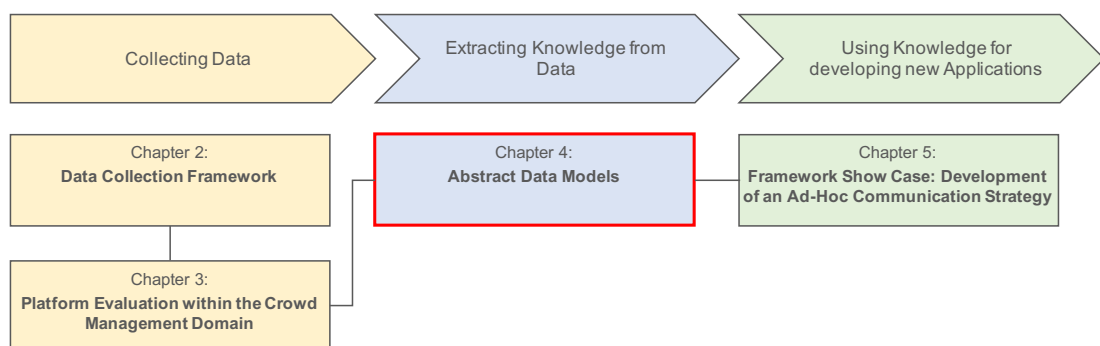 Collecting Data
Extracting Knowledge from
Data
Using Knowledge for
developing new Applications
Chapter 2:
Data Collection Framework
Chapter 4:
Abstract Data Models
Chapter 5:
Framework Show Case: Development
of an Ad-Hoc Communication Strategy
Chapter 3:
Platform Evaluation within the Crowd
Management Domain